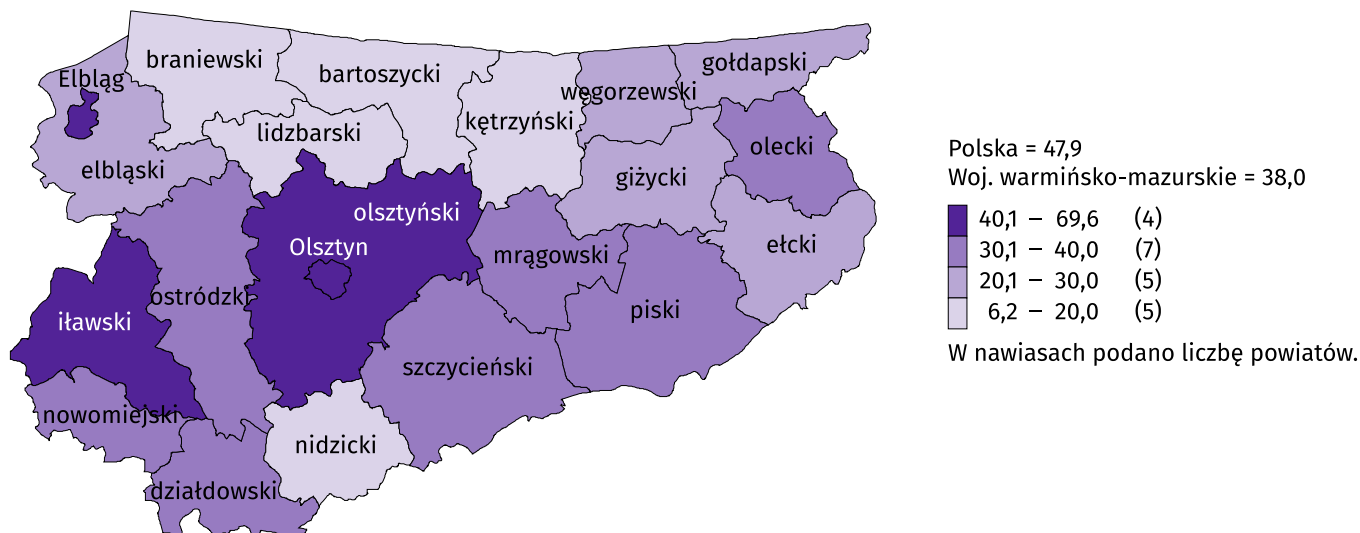 braniewski
bartoszycki
gołdapski
Elbląg
węgorzewski
kętrzyński
lidzbarski
olecki
elbląski
giżycki
olsztyński
Olsztyn
mrągowski
ełcki
ostródzki
iławski
piski
szczycieński
nowomiejski
nidzicki
działdowski
Polska = 47,9
Woj. warmińsko-mazurskie = 38,0
40,1 – 69,6 (4)
30,1 – 40,0 (7)
20,1 – 30,0 (5)
6,2 – 20,0 (5)
W nawiasach podano liczbę powiatów.